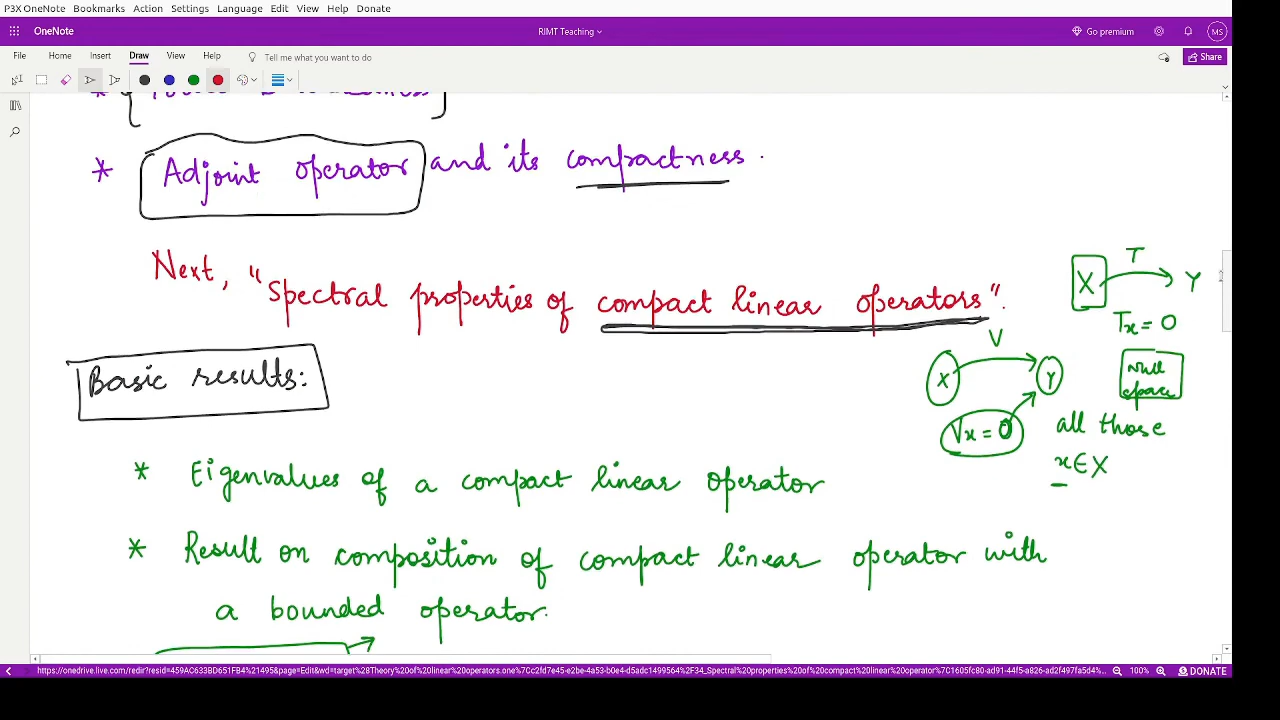 P3X OneNote Bookmarks Action Settings Language Edit View Help Donate
OneNote
RIMT Teaching
Go premium
MS
File Home Insert Draw View Help
Tell me what you want to do
Share
* Adjoint operator and its compactness.
Next, "Spectral properties of compact linear operators".
X T Y
Tx = 0
Basic results:
V
X Y
Null
space
Vx = 0
all those
x ∈ X
* Eigenvalues of a compact linear operator
* Result on composition of compact linear operator with
a bounded operator.
100%
DONATE